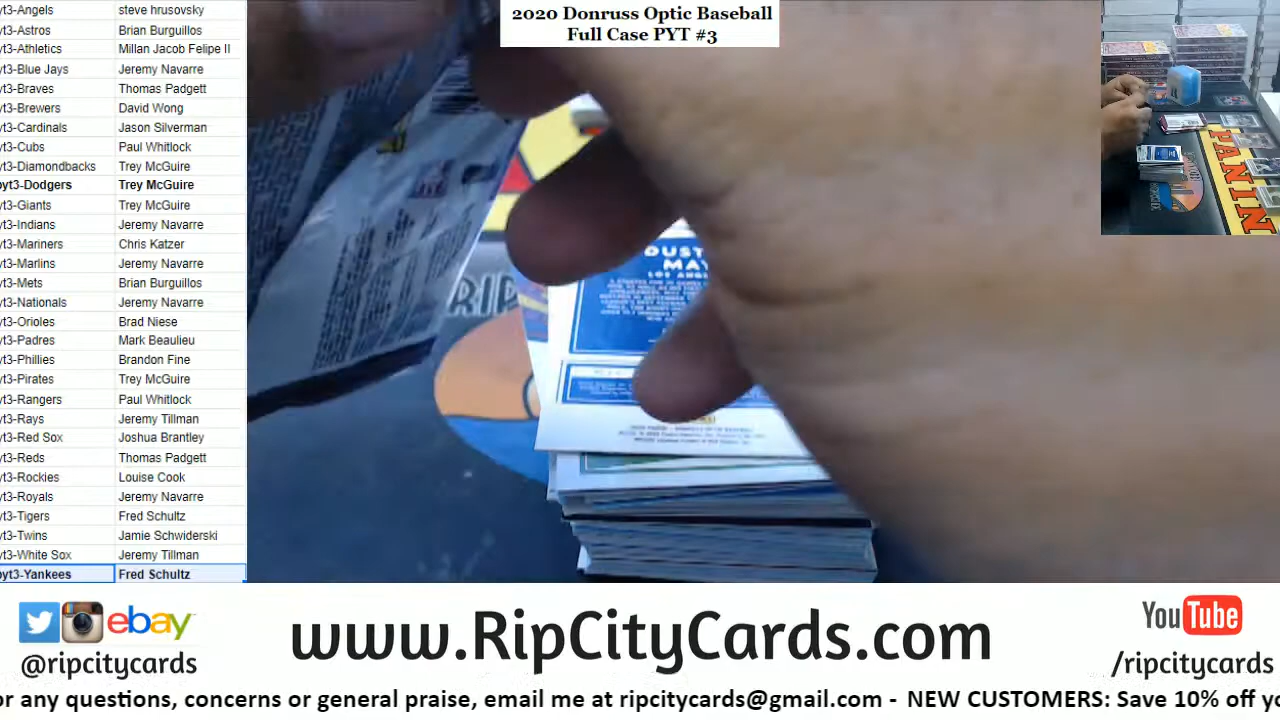 2020 Donruss Optic Baseball
Full Case PYT #3
yt3-Angels steve hrusovsky
yt3-Astros Brian Burguillos
yt3-Athletics Millan Jacob Felipe II
yt3-Blue Jays Jeremy Navarre
yt3-Braves Thomas Padgett
yt3-Brewers David Wong
yt3-Cardinals Jason Silverman
yt3-Cubs Paul Whitlock
yt3-Diamondbacks Trey McGuire
pyt3-Dodgers Trey McGuire
yt3-Giants Trey McGuire
yt3-Indians Jeremy Navarre
yt3-Mariners Chris Katzer
yt3-Marlins Jeremy Navarre
yt3-Mets Brian Burguillos
yt3-Nationals Jeremy Navarre
yt3-Orioles Brad Niese
yt3-Padres Mark Beaulieu
yt3-Phillies Brandon Fine
yt3-Pirates Trey McGuire
yt3-Rangers Paul Whitlock
yt3-Rays Jeremy Tillman
yt3-Red Sox Joshua Brantley
yt3-Reds Thomas Padgett
yt3-Rockies Louise Cook
yt3-Royals Jeremy Navarre
yt3-Tigers Fred Schultz
yt3-Twins Jamie Schwiderski
yt3-White Sox Jeremy Tillman
pyt3-Yankees Fred Schultz
RIP
DUST
MAY
LOS ANGE
PANINI
ebay
@ripcitycards
www.RipCityCards.com
YouTube
/ripcitycards
or any questions, concerns or general praise, email me at ripcitycards@gmail.com - NEW CUSTOMERS: Save 10% off yo